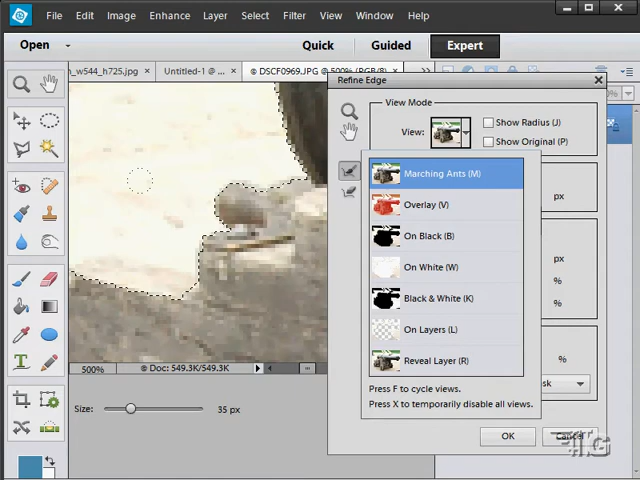 File Edit Image Enhance Layer Select Filter View Window Help
Open Quick Guided Expert
_w544_h725.jpg × Untitled-1 @ ... × @ DSCF0969.JPG @ 500% (RGB/8) ×
Refine Edge
View Mode
View: Show Radius (J)
Show Original (P)
Marching Ants (M)
Overlay (V)
px
On Black (B)
On White (W)
px
%
Black & White (K)
%
On Layers (L)
Reveal Layer (R)
%
500% Doc: 549.3K/549.3K
Press F to cycle views.
Press X to temporarily disable all views.
Size: 35 px
OK Cancel